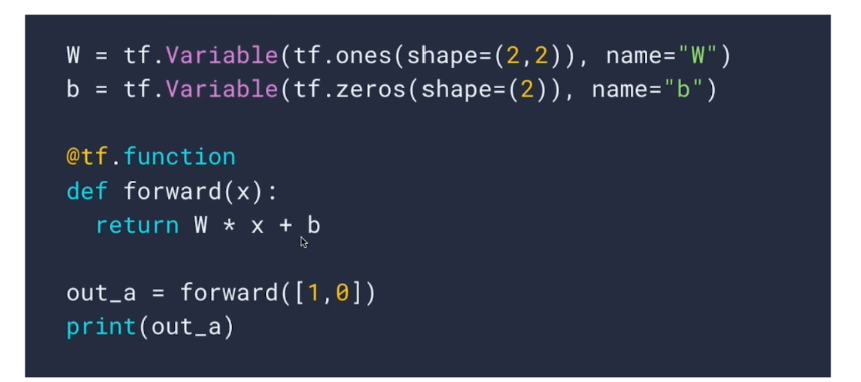 W = tf.Variable(tf.ones(shape=(2,2)), name="W")
b = tf.Variable(tf.zeros(shape=(2)), name="b")
@tf.function
def forward(x):
return W * x + b
out_a = forward([1,0])
print(out_a)